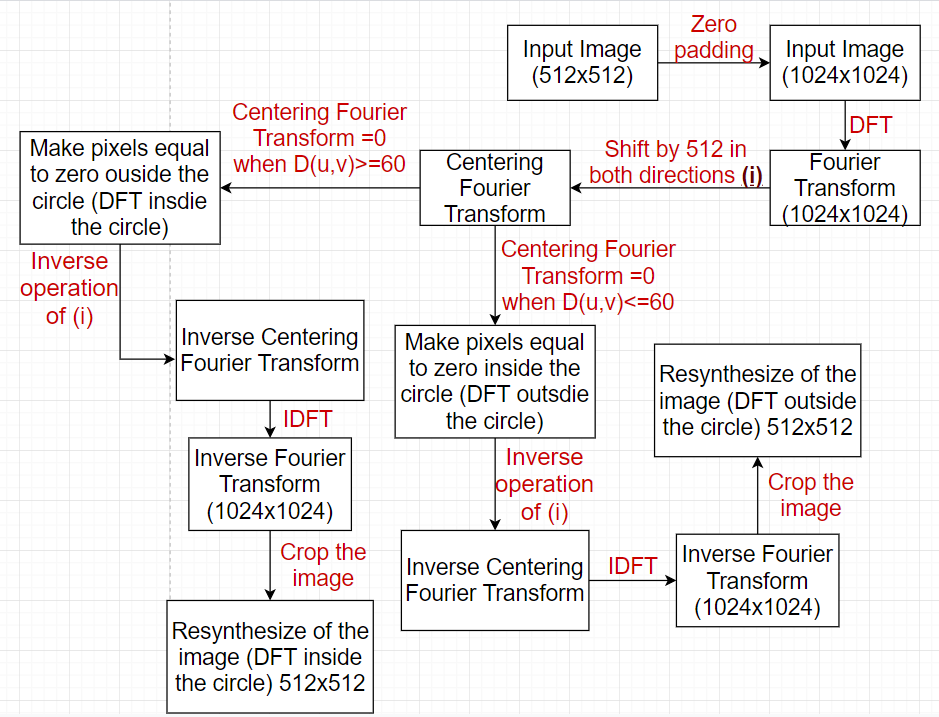 Input Image
(512x512)
Zero
padding
Input Image
(1024x1024)
DFT
Fourier
Transform
(1024x1024)
Shift by 512 in
both directions (i)
Centering
Fourier
Transform
Centering Fourier
Transform =0
when D(u,v)>=60
Make pixels equal
to zero ouside the
circle (DFT insdie
the circle)
Inverse
operation
of (i)
Inverse Centering
Fourier Transform
IDFT
Inverse Fourier
Transform
(1024x1024)
Crop the
image
Resynthesize of the
image (DFT inside
the circle) 512x512
Centering Fourier
Transform =0
when D(u,v)<=60
Make pixels equal
to zero inside the
circle (DFT outsdie
the circle)
Inverse
operation
of (i)
Inverse Centering
Fourier Transform
IDFT
Inverse Fourier
Transform
(1024x1024)
Crop the
image
Resynthesize of the
image (DFT outside
the circle) 512x512